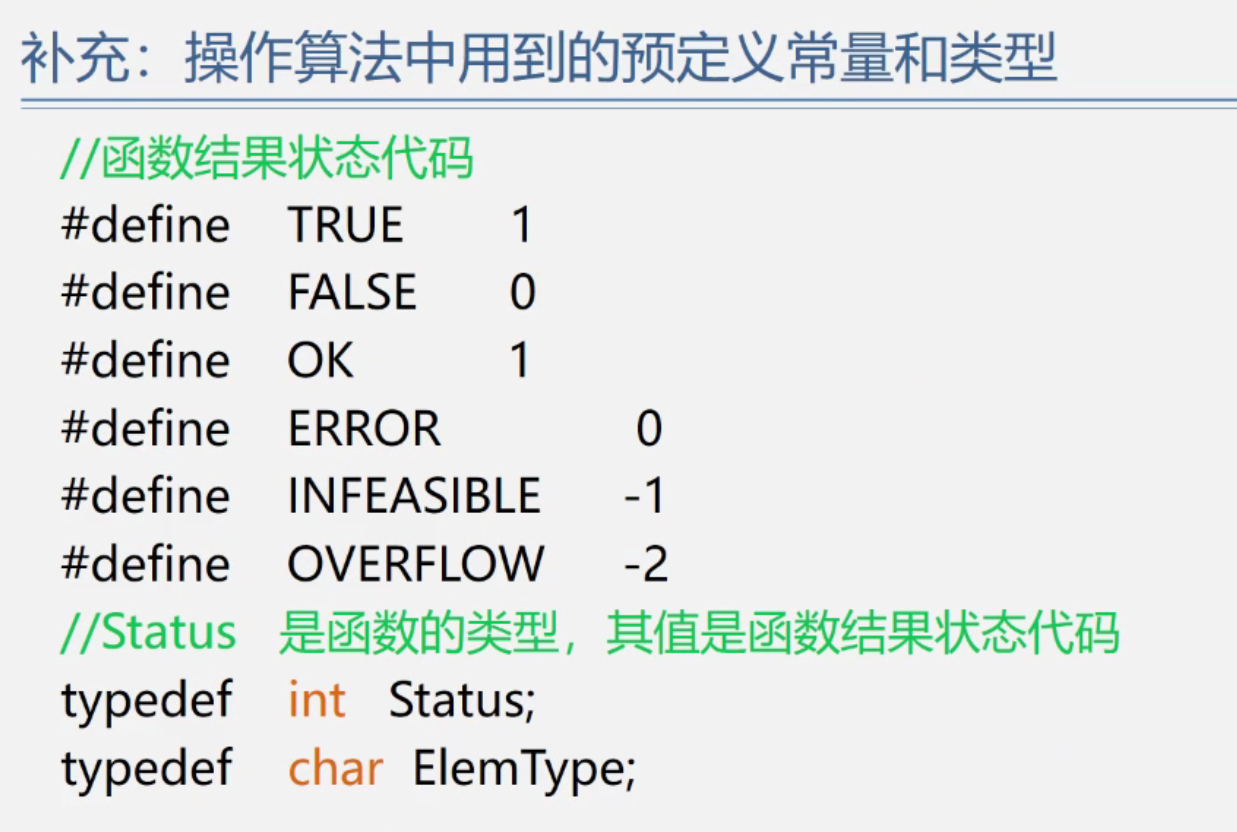 补充：操作算法中用到的预定义常量和类型
//函数结果状态代码
#define TRUE 1
#define FALSE 0
#define OK 1
#define ERROR 0
#define INFEASIBLE -1
#define OVERFLOW -2
//Status 是函数的类型，其值是函数结果状态代码
typedef int Status;
typedef char ElemType;